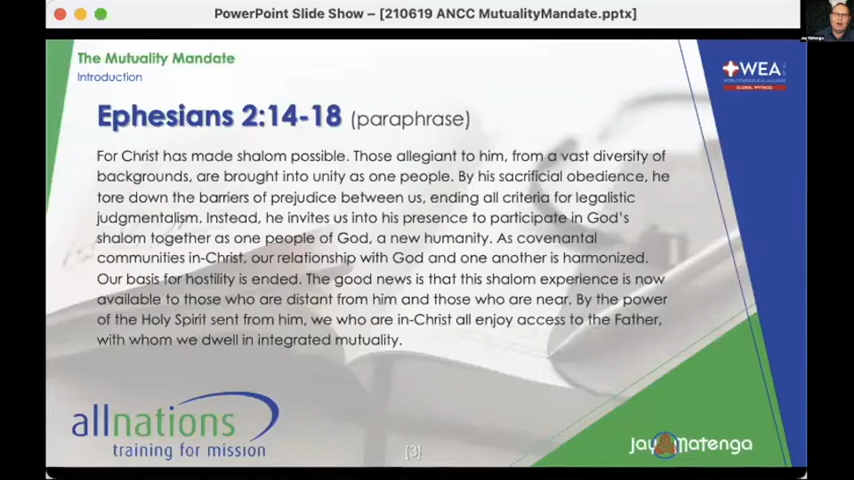 PowerPoint Slide Show – [210619 ANCC MutualityMandate.pptx]
Jay Matenga
The Mutuality Mandate
Introduction
WEA
GLOBAL WITNESS
Ephesians 2:14-18 (paraphrase)
For Christ has made shalom possible. Those allegiant to him, from a vast diversity of
backgrounds, are brought into unity as one people. By his sacrificial obedience, he
tore down the barriers of prejudice between us, ending all criteria for legalistic
judgmentalism. Instead, he invites us into his presence to participate in God’s
shalom together as one people of God, a new humanity. As covenantal
communities in-Christ, our relationship with God and one another is harmonized.
Our basis for hostility is ended. The good news is that this shalom experience is now
available to those who are distant from him and those who are near. By the power
of the Holy Spirit sent from him, we who are in-Christ all enjoy access to the Father,
with whom we dwell in integrated mutuality.
allnations
training for mission
[3]
Jay Matenga